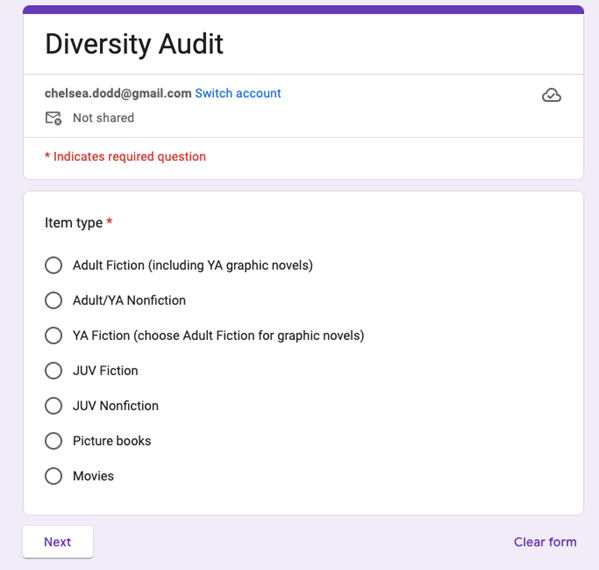 Diversity Audit
chelsea.dodd@gmail.com Switch account
Not shared
* Indicates required question
Item type *
Adult Fiction (including YA graphic novels)
Adult/YA Nonfiction
YA Fiction (choose Adult Fiction for graphic novels)
JUV Fiction
JUV Nonfiction
Picture books
Movies
Next
Clear form